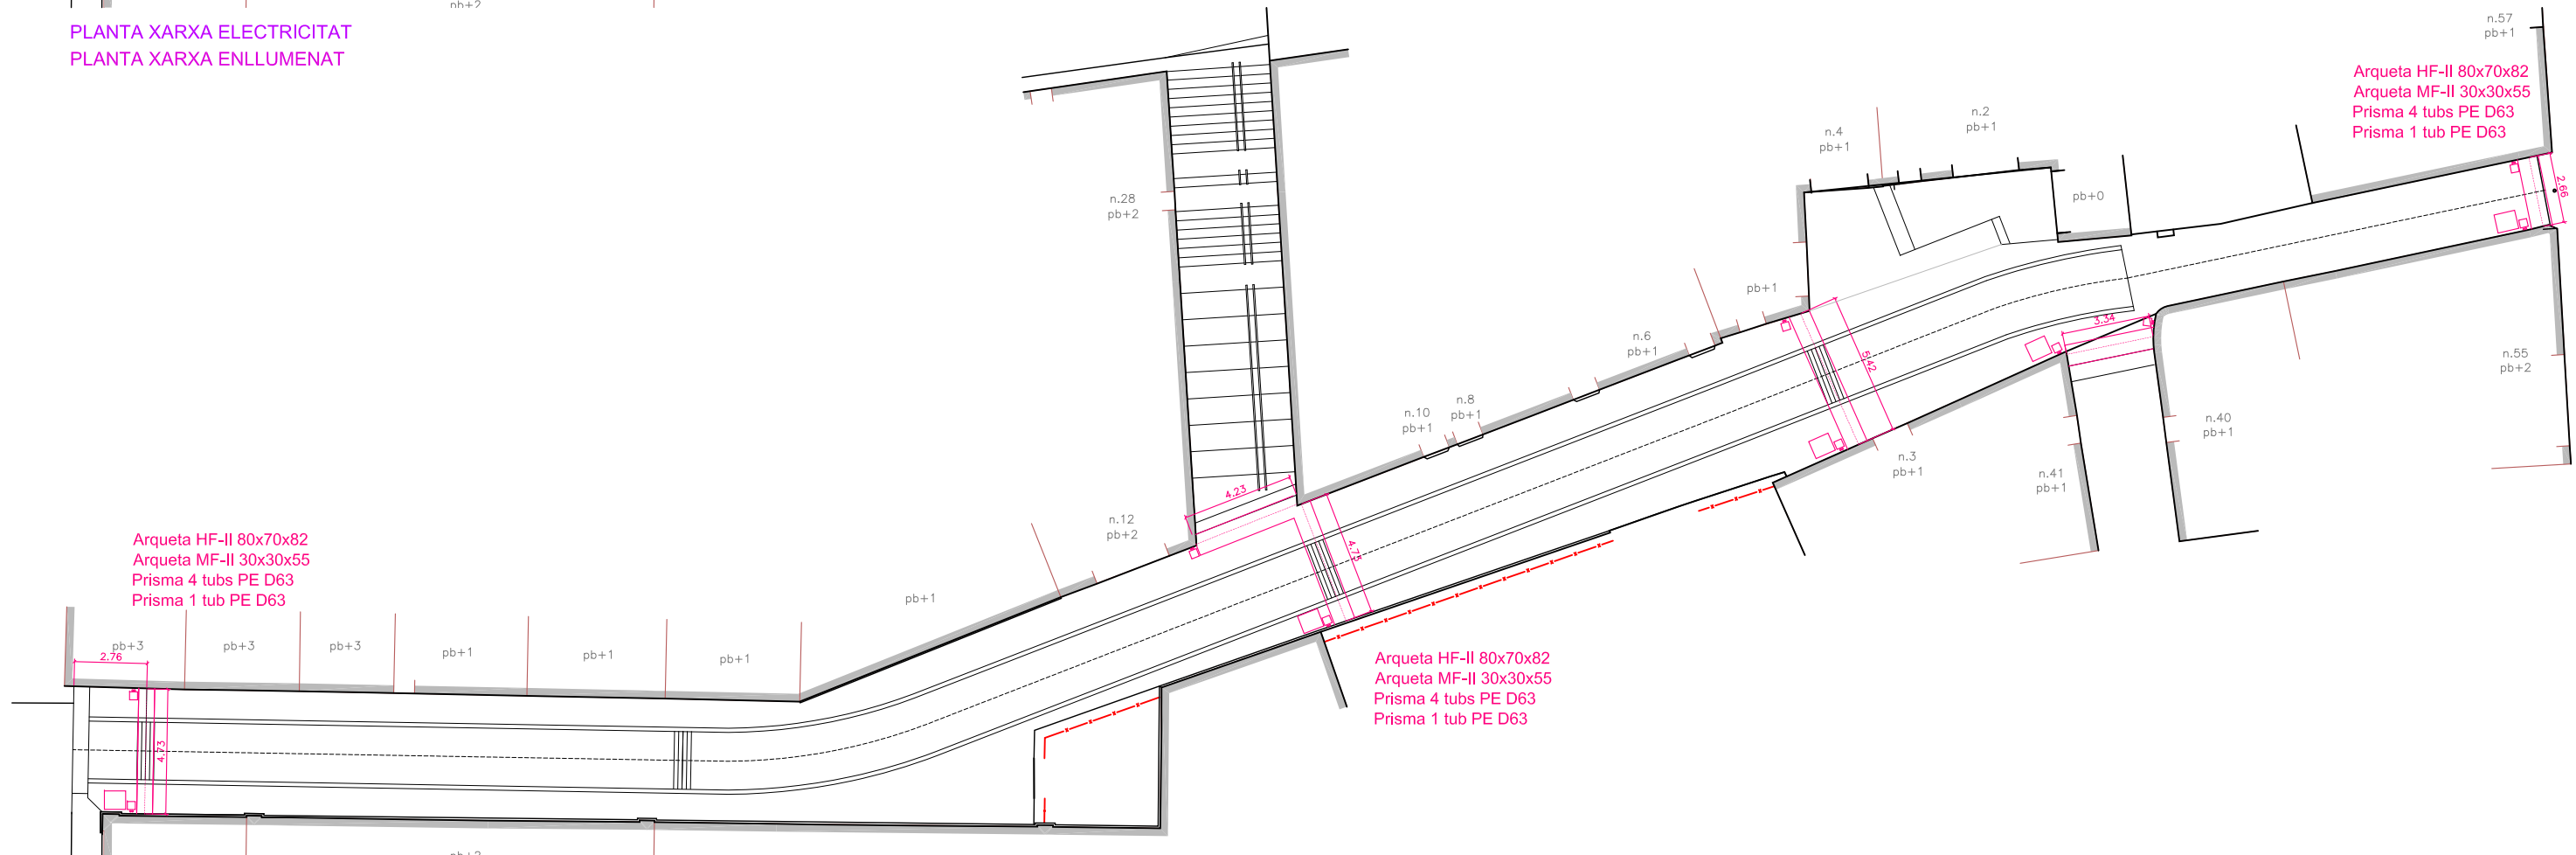 pb+2
PLANTA XARXA ELECTRICITAT
PLANTA XARXA ENLLUMENAT
n.57
pb+1
Arqueta HF-II 80x70x82
Arqueta MF-II 30x30x55
Prisma 4 tubs PE D63
Prisma 1 tub PE D63
n.2
pb+1
n.4
pb+1
2.66
pb+0
n.28
pb+2
pb+1
3.34
n.6
pb+1
5.42
n.55
pb+2
n.8
pb+1
n.10
pb+1
n.40
pb+1
n.3
pb+1
n.41
pb+1
4.23
n.12
pb+2
4.75
Arqueta HF-II 80x70x82
Arqueta MF-II 30x30x55
Prisma 4 tubs PE D63
Prisma 1 tub PE D63
pb+1
pb+3
pb+3
pb+3
pb+1
pb+1
pb+1
2.76
Arqueta HF-II 80x70x82
Arqueta MF-II 30x30x55
Prisma 4 tubs PE D63
Prisma 1 tub PE D63
4.73
pb+2